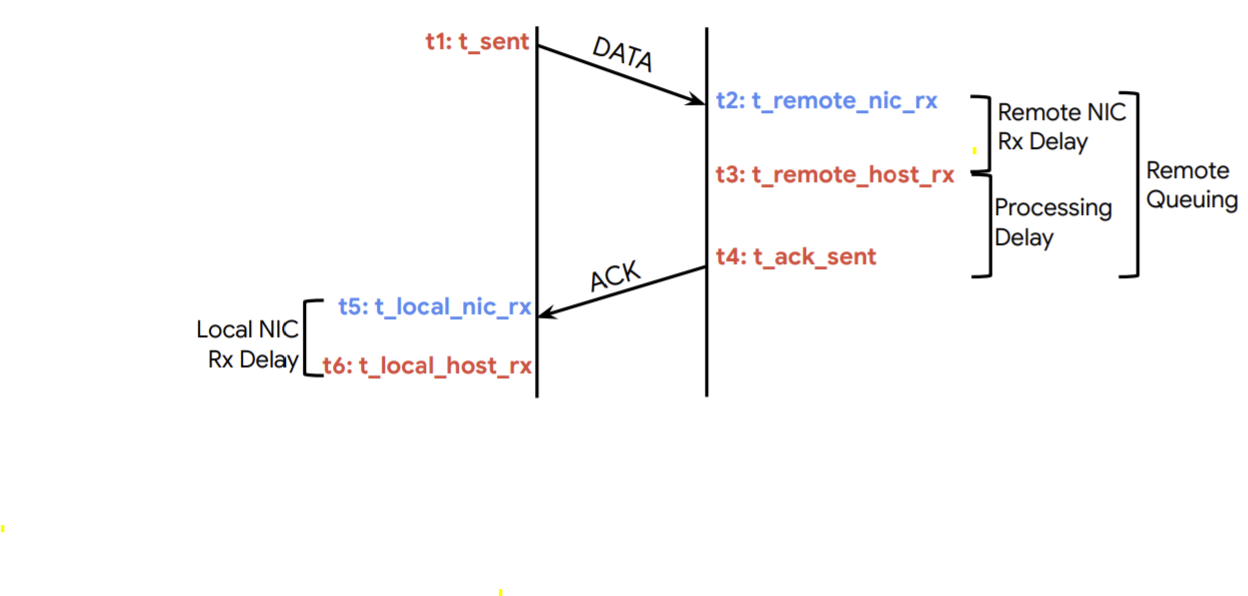 t1: t_sent
DATA
t2: t_remote_nic_rx
Remote NIC
Rx Delay
Remote
Queuing
t3: t_remote_host_rx
Processing
Delay
t4: t_ack_sent
ACK
t5: t_local_nic_rx
Local NIC
Rx Delay
t6: t_local_host_rx